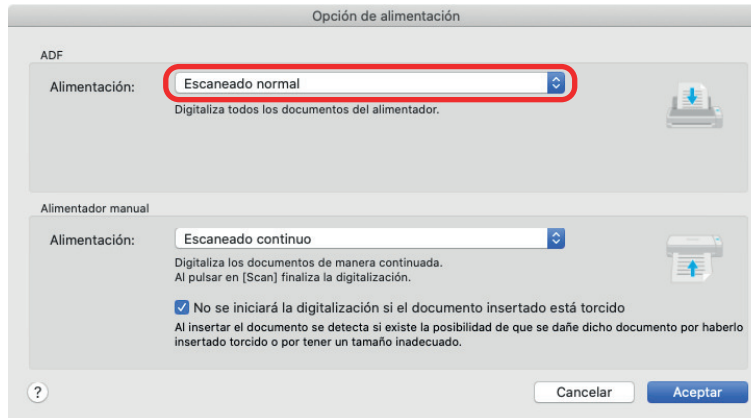 Opción de alimentación
ADF
Alimentación:
Escaneado normal
Digitaliza todos los documentos del alimentador.
Alimentador manual
Alimentación:
Escaneado continuo
Digitaliza los documentos de manera continuada.
Al pulsar en [Scan] finaliza la digitalización.
No se iniciará la digitalización si el documento insertado está torcido
Al insertar el documento se detecta si existe la posibilidad de que se dañe dicho documento por haberlo
insertado torcido o por tener un tamaño inadecuado.
?
Cancelar
Aceptar